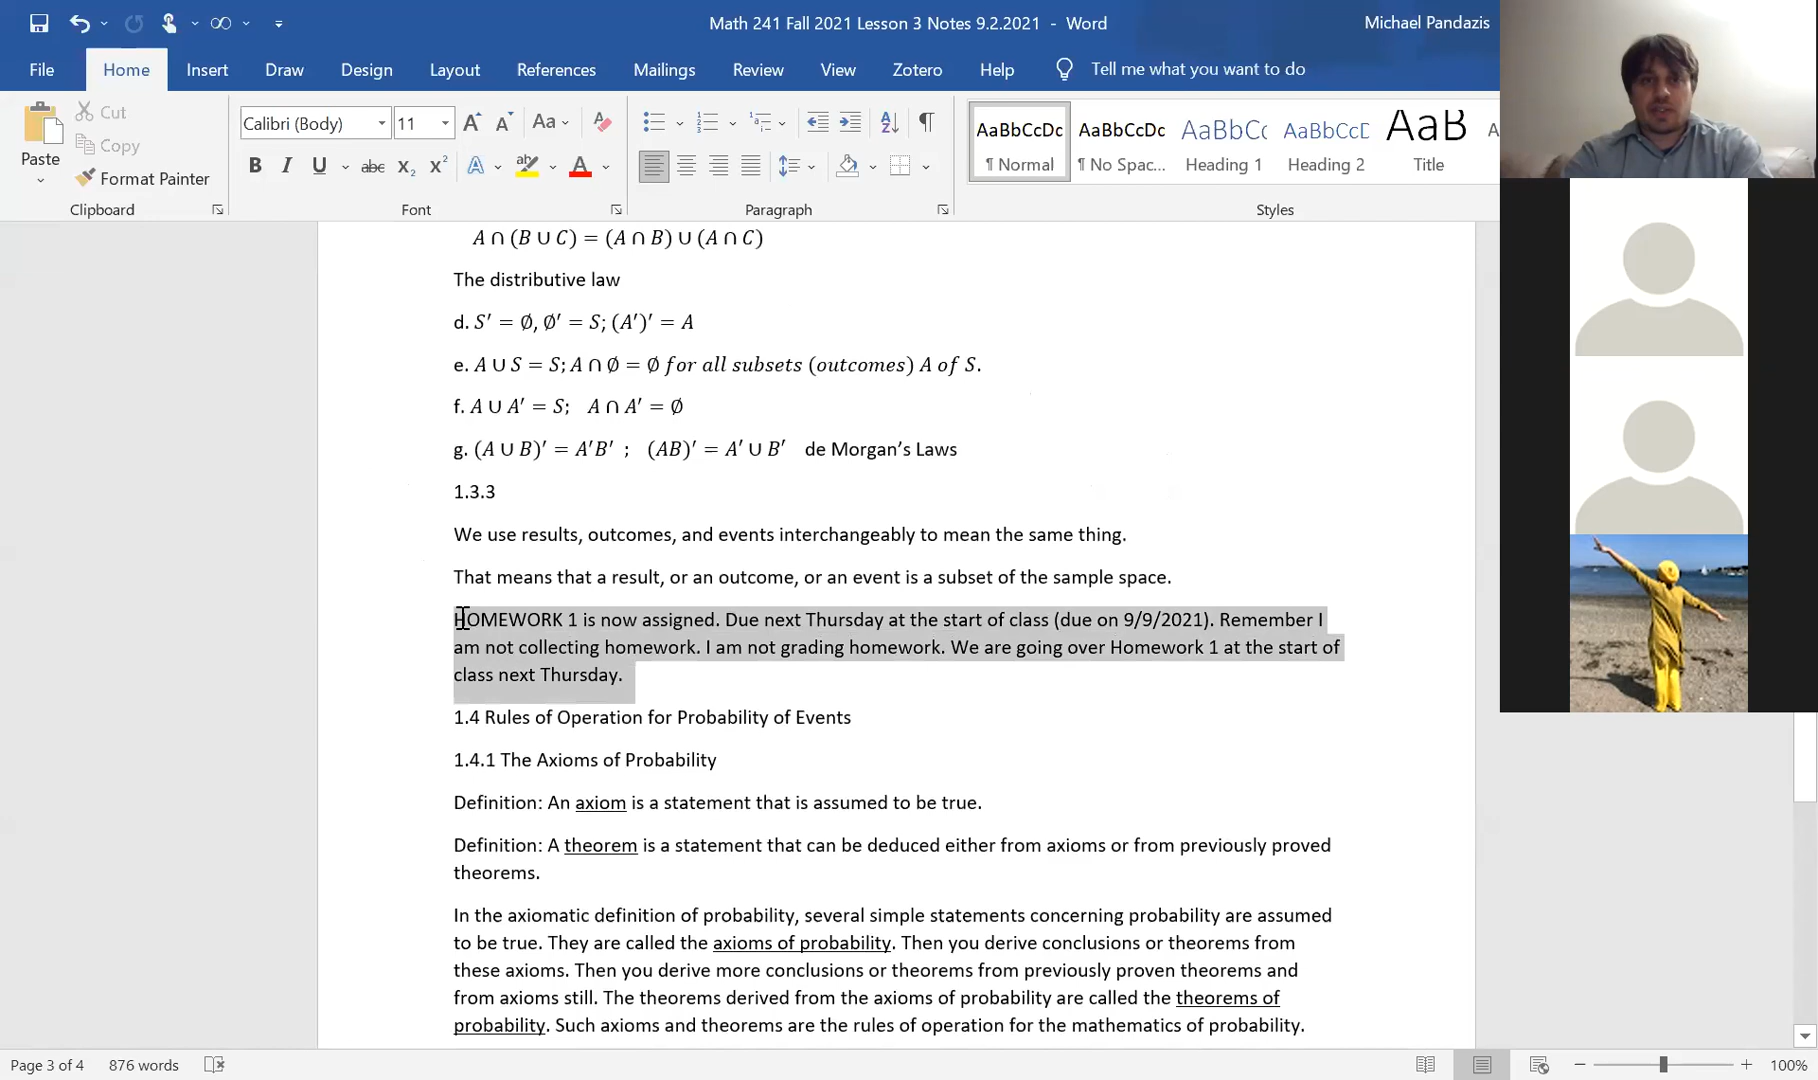 Math 241 Fall 2021 Lesson 3 Notes 9.2.2021 - Word
Michael Pandazis
File Home Insert Draw Design Layout References Mailings Review View Zotero Help Tell me what you want to do
Paste
Cut
Copy
Format Painter
Calibri (Body) 11
AaBbCcDc AaBbCcDc AaBbCc AaBbCcD AaB
¶ Normal ¶ No Spac... Heading 1 Heading 2 Title
Clipboard Font Paragraph Styles
A ∩ (B ∪ C) = (A ∩ B) ∪ (A ∩ C)
The distributive law
d. S′ = ∅, ∅′ = S; (A′)′ = A
e. A ∪ S = S; A ∩ ∅ = ∅ for all subsets (outcomes) A of S.
f. A ∪ A′ = S; A ∩ A′ = ∅
g. (A ∪ B)′ = A′B′ ; (AB)′ = A′ ∪ B′ de Morgan’s Laws
1.3.3
We use results, outcomes, and events interchangeably to mean the same thing.
That means that a result, or an outcome, or an event is a subset of the sample space.
HOMEWORK 1 is now assigned. Due next Thursday at the start of class (due on 9/9/2021). Remember I
am not collecting homework. I am not grading homework. We are going over Homework 1 at the start of
class next Thursday.
1.4 Rules of Operation for Probability of Events
1.4.1 The Axioms of Probability
Definition: An axiom is a statement that is assumed to be true.
Definition: A theorem is a statement that can be deduced either from axioms or from previously proved
theorems.
In the axiomatic definition of probability, several simple statements concerning probability are assumed
to be true. They are called the axioms of probability. Then you derive conclusions or theorems from
these axioms. Then you derive more conclusions or theorems from previously proven theorems and
from axioms still. The theorems derived from the axioms of probability are called the theorems of
probability. Such axioms and theorems are the rules of operation for the mathematics of probability.
Page 3 of 4 876 words 100%